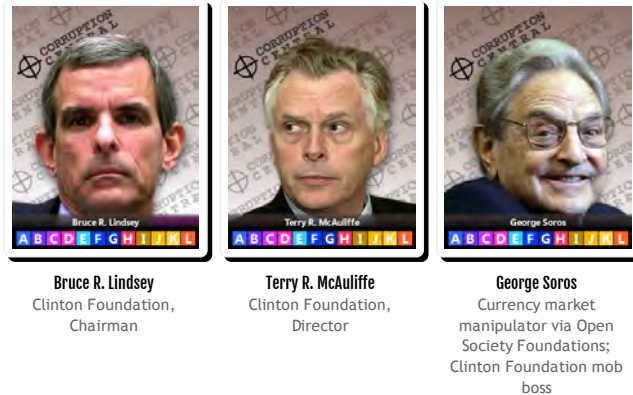 CORRUPTION CENTRAL
Bruce R. Lindsey
A B C D E F G H I J K L
Bruce R. Lindsey
Clinton Foundation,
Chairman
CORRUPTION CENTRAL
Terry R. McAuliffe
A B C D E F G H I J K L
Terry R. McAuliffe
Clinton Foundation,
Director
CORRUPTION CENTRAL
George Soros
A B C D E F G H I J K L
George Soros
Currency market
manipulator via Open
Society Foundations;
Clinton Foundation mob
boss